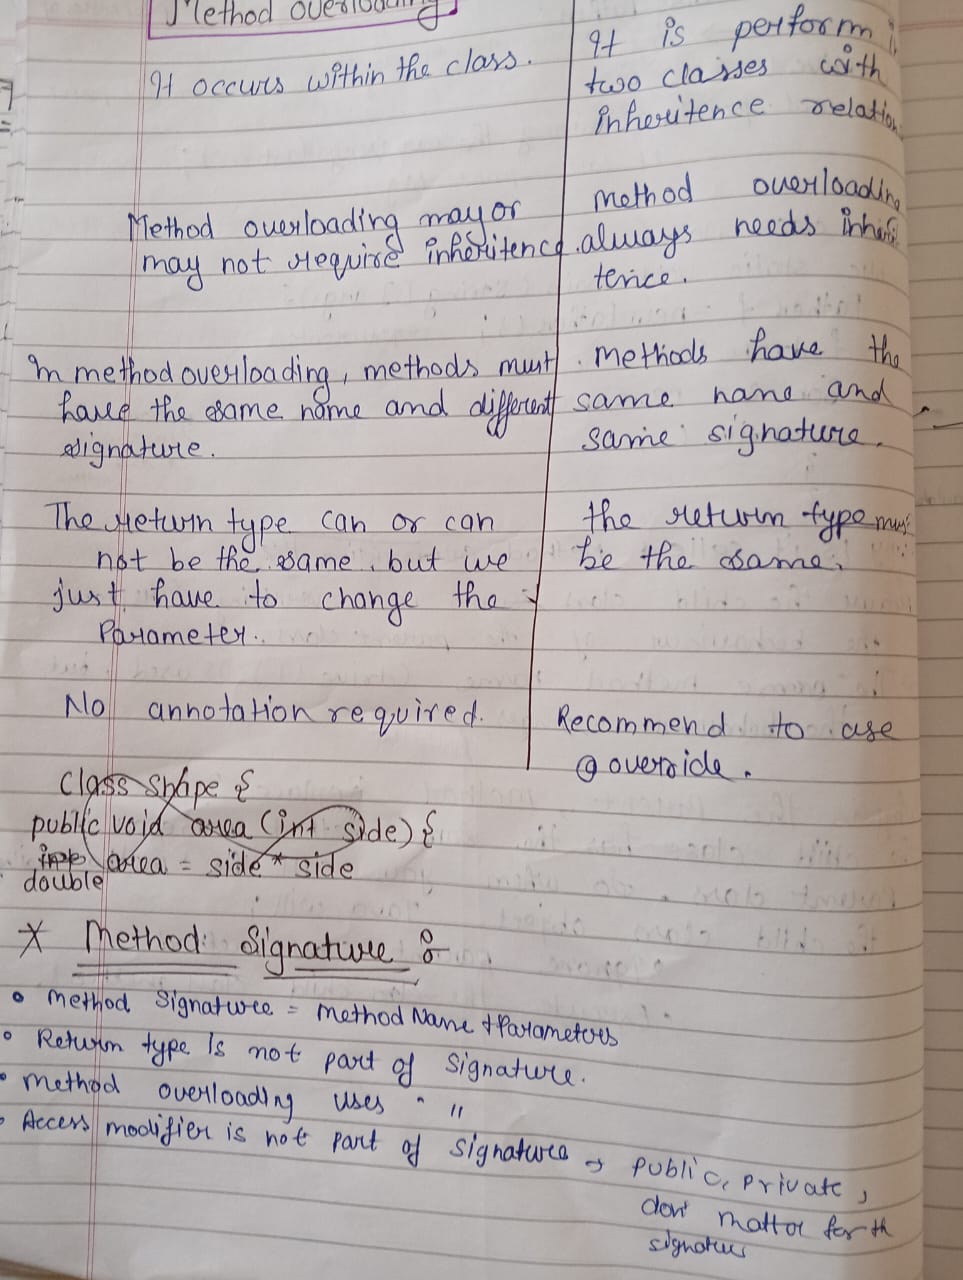 Method overloading
It occurs within the class.
It is perform in
two classes with
inheritence relation
Method overloading may or
may not require inheritence.
Method overloading
always needs inheri
tence.
In method overloading, methods must
have the same name and different
signature.
methods have the
same name and
same signature.
The return type can or can
not be the same, but we
just have to change the
Parameter.
the return type must
be the same.
No annotation required.
Recommend to use
@override.
Class shape {
public void area (int side) {
area = side * side
double
* Method Signature :-
• method Signature = method Name + Parameters
• Return type is not part of signature.
• method overloading uses " "
• Access modifier is not part of signature → public, private,
don't mattor for th
signatur